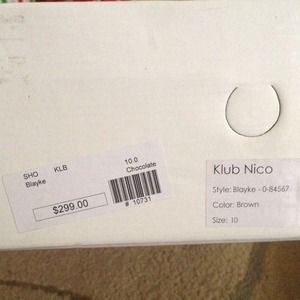 SHO KLB 10.0
Blayke Chocolate
$299.00
# 10731
Klub Nico
Style: Blayke - 0-84567
Color: Brown
Size: 10